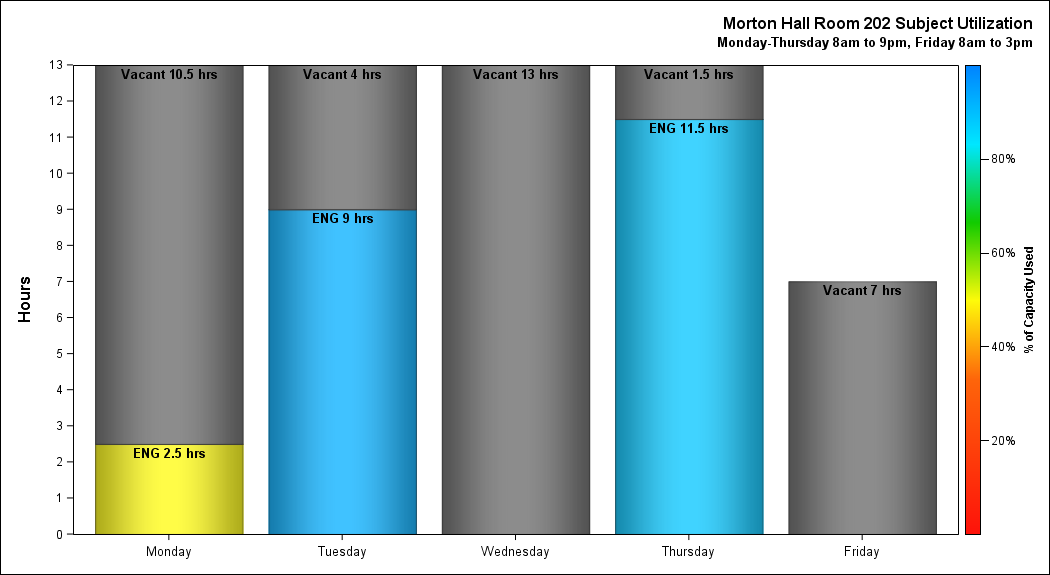 Morton Hall Room 202 Subject Utilization
Monday-Thursday 8am to 9pm, Friday 8am to 3pm
Hours
13
12
11
10
9
8
7
6
5
4
3
2
1
0
Vacant 10.5 hrs
ENG 2.5 hrs
Vacant 4 hrs
ENG 9 hrs
Vacant 13 hrs
Vacant 1.5 hrs
ENG 11.5 hrs
Vacant 7 hrs
Monday
Tuesday
Wednesday
Thursday
Friday
80%
60%
40%
20%
% of Capacity Used